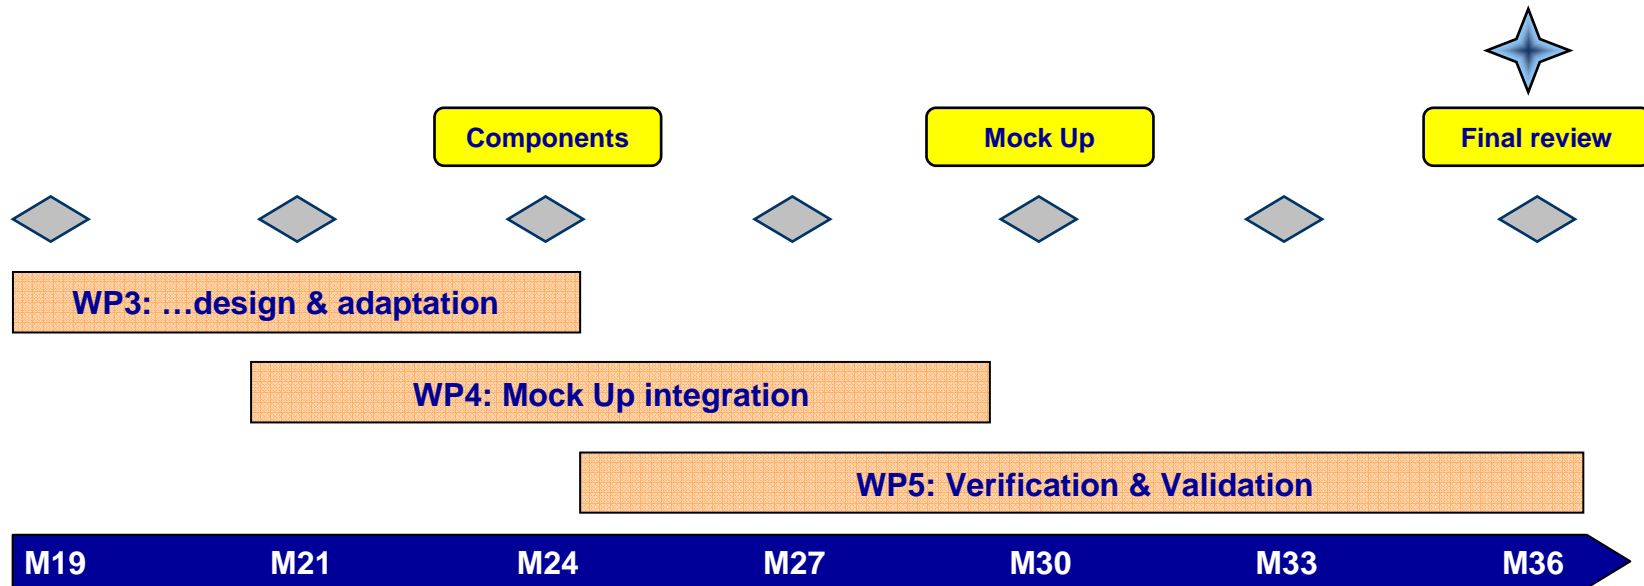 Components
Mock Up
Final review
WP3: …design & adaptation
WP4: Mock Up integration
WP5: Verification & Validation
M19 M21 M24 M27 M30 M33 M36